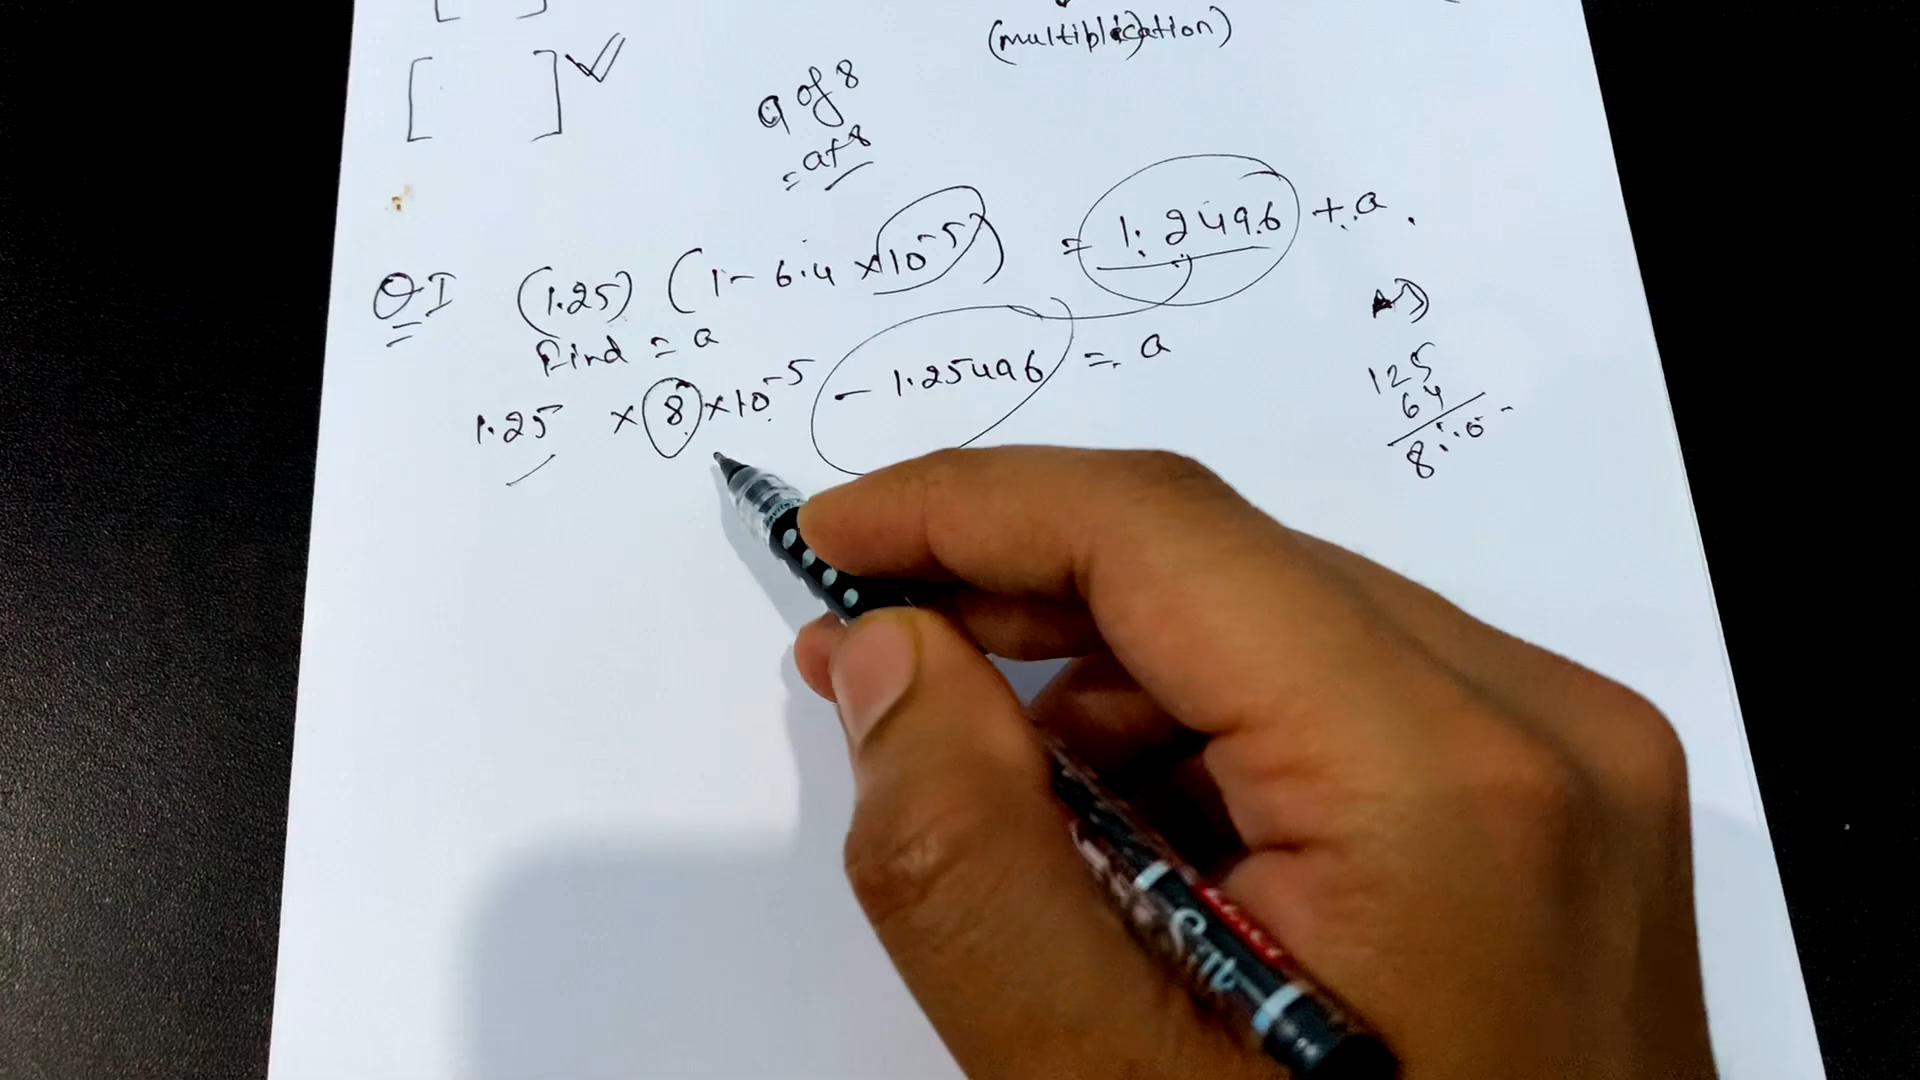 (multiplication)
a of 8
= a+8
QI (1.25) (1 - 6.4 × 10⁻⁵) = 1.2496 + a .
Find = a
1.25 × 8 × 10⁻⁵ - 1.25496 = a
125
64
8..0